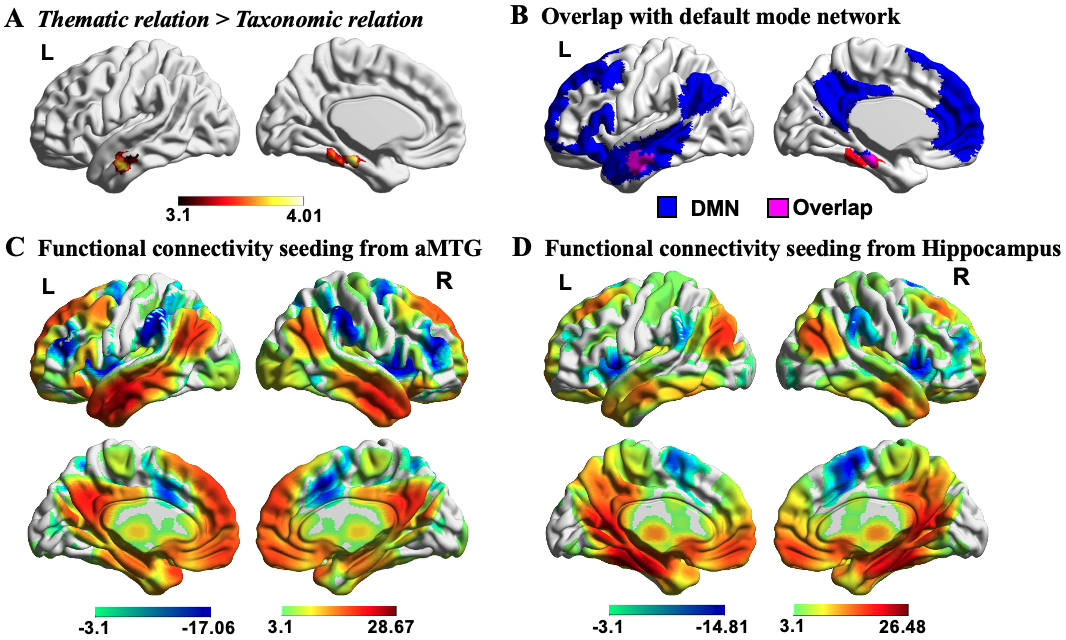 A Thematic relation > Taxonomic relation
L
3.1 4.01
B Overlap with default mode network
L
DMN Overlap
C Functional connectivity seeding from aMTG
L R
-3.1 -17.06 3.1 28.67
D Functional connectivity seeding from Hippocampus
L R
-3.1 -14.81 3.1 26.48